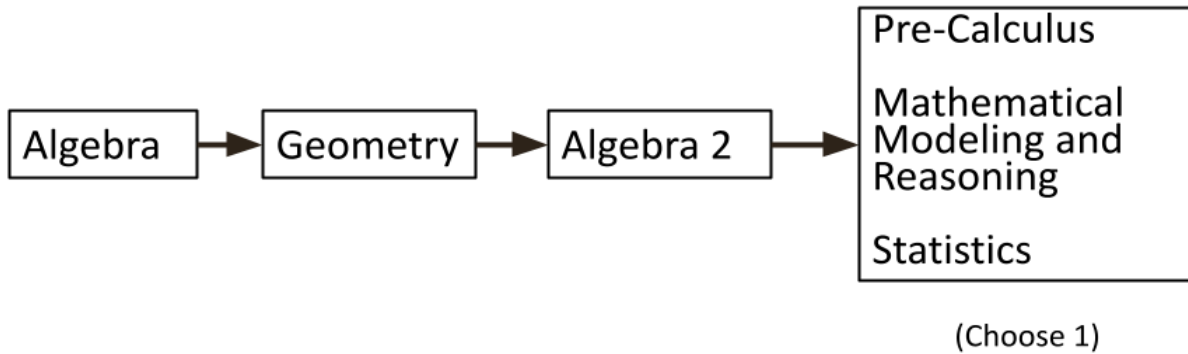 Algebra
Geometry
Algebra 2
Pre-Calculus
Mathematical
Modeling and
Reasoning
Statistics
(Choose 1)